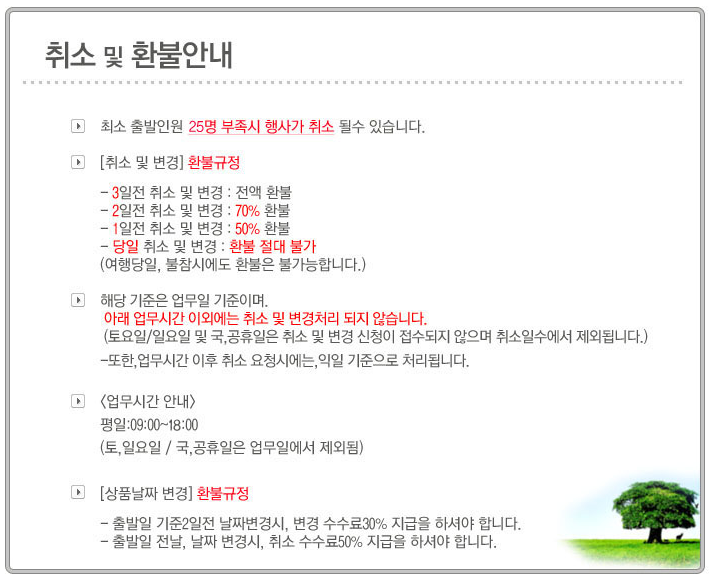 취소 및 환불안내
최소 출발인원 25명 부족시 행사가 취소 될수 있습니다.
[취소 및 변경] 환불규정
- 3일전 취소 및 변경 : 전액 환불
- 2일전 취소 및 변경 : 70% 환불
- 1일전 취소 및 변경 : 50% 환불
- 당일 취소 및 변경 : 환불 절대 불가
(여행당일, 불참시에도 환불은 불가능합니다.)
해당 기준은 업무일 기준이며.
아래 업무시간 이외에는 취소 및 변경처리 되지 않습니다.
(토요일/일요일 및 국,공휴일은 취소 및 변경 신청이 접수되지 않으며 취소일수에서 제외됩니다.)
-또한,업무시간 이후 취소 요청시에는,익일 기준으로 처리됩니다.
<업무시간 안내>
평일:09:00~18:00
(토,일요일 / 국,공휴일은 업무일에서 제외됨)
[상품날짜 변경] 환불규정
- 출발일 기준2일전 날짜변경시, 변경 수수료30% 지급을 하셔야 합니다.
- 출발일 전날, 날짜 변경시, 취소 수수료50% 지급을 하셔야 합니다.